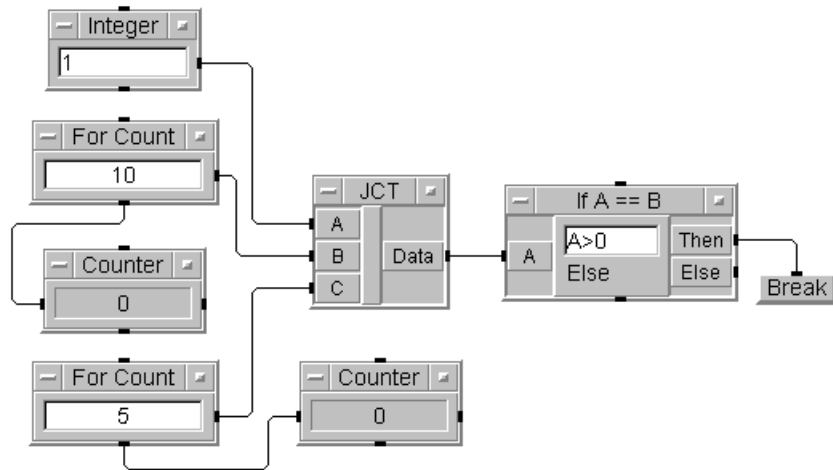 Integer
1
For Count
10
Counter
0
For Count
5
JCT
A
B
C
Data
If A == B
A
A>0
Else
Then
Else
Break
Counter
0